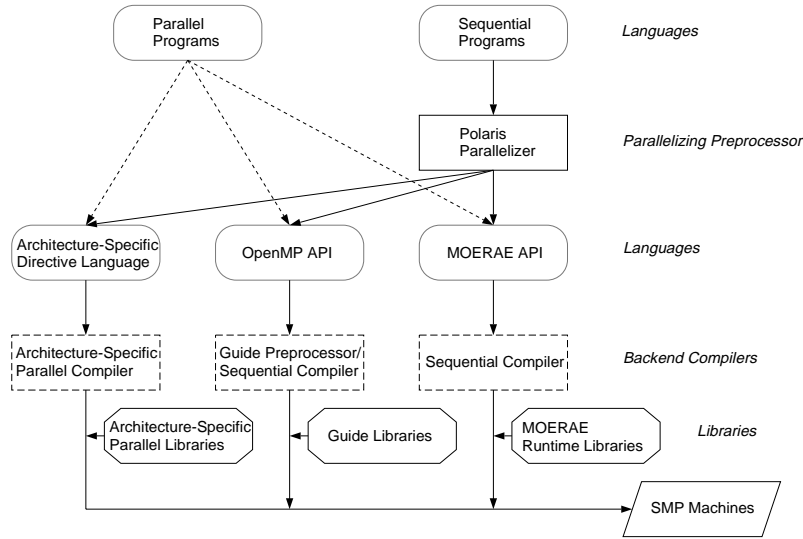 Parallel
Programs
Sequential
Programs
Languages
Polaris
Parallelizer
Parallelizing Preprocessor
Architecture-Specific
Directive Language
OpenMP API
MOERAE API
Languages
Architecture-Specific
Parallel Compiler
Guide Preprocessor/
Sequential Compiler
Sequential Compiler
Backend Compilers
Architecture-Specific
Parallel Libraries
Guide Libraries
MOERAE
Runtime Libraries
Libraries
SMP Machines